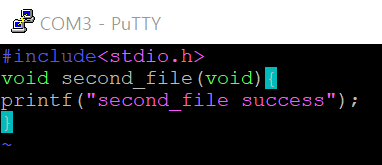 COM3 - PuTTY
#include<stdio.h>
void second_file(void){
printf("second_file success");
}
~